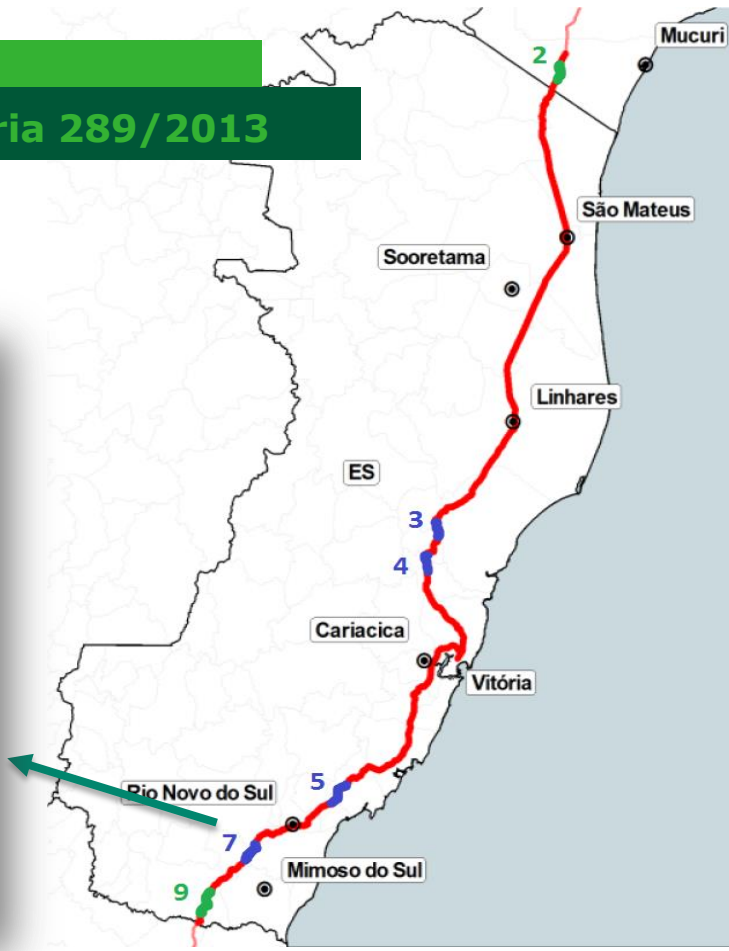 ria 289/2013
Mucuri
2
São Mateus
Sooretama
Linhares
ES
3
4
Cariacica
Vitória
5
Rio Novo do Sul
7
Mimoso do Sul
9